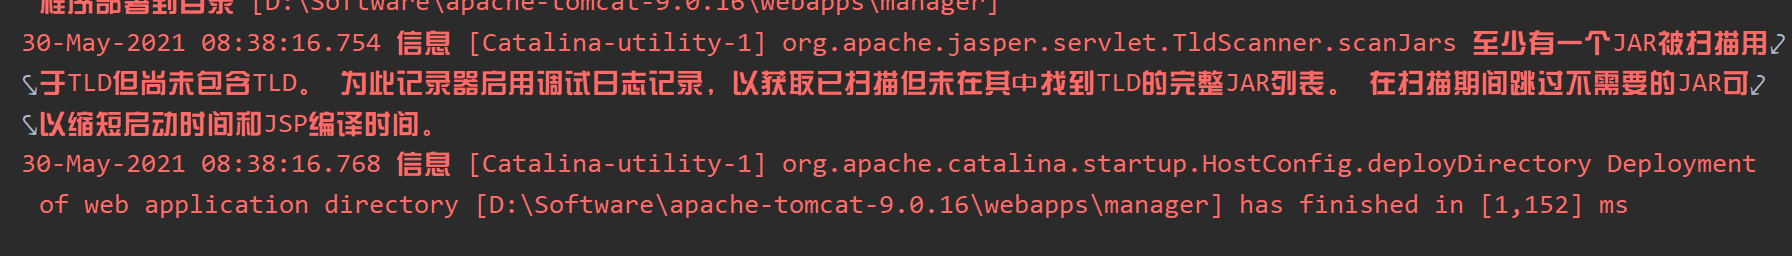 程序部署到目录 [D:\Software\apache-tomcat-9.0.16\webapps\manager]
30-May-2021 08:38:16.754 信息 [Catalina-utility-1] org.apache.jasper.servlet.TldScanner.scanJars 至少有一个JAR被扫描用
于TLD但尚未包含TLD。 为此记录器启用调试日志记录，以获取已扫描但未在其中找到TLD的完整JAR列表。 在扫描期间跳过不需要的JAR可
以缩短启动时间和JSP编译时间。
30-May-2021 08:38:16.768 信息 [Catalina-utility-1] org.apache.catalina.startup.HostConfig.deployDirectory Deployment
of web application directory [D:\Software\apache-tomcat-9.0.16\webapps\manager] has finished in [1,152] ms